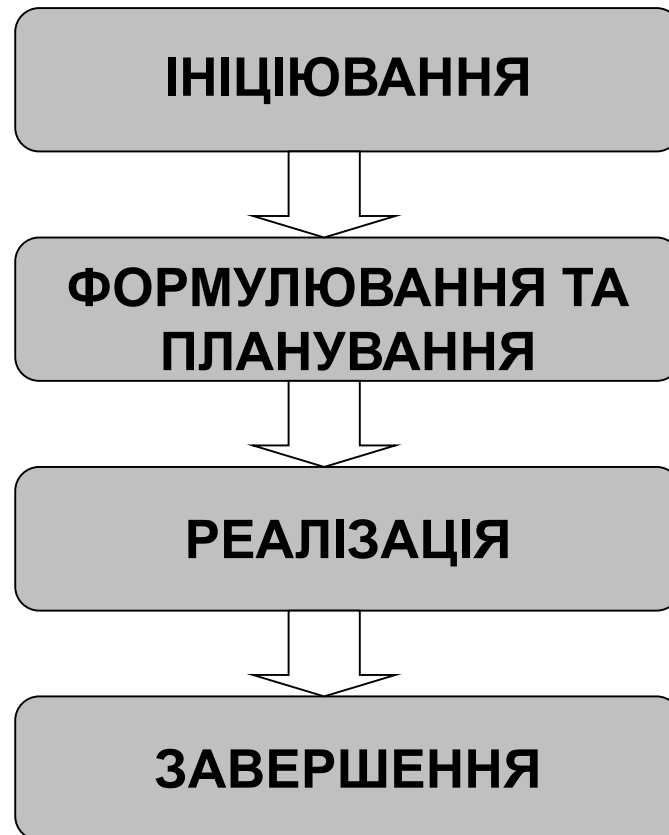 ІНІЦІЮВАННЯ
ФОРМУЛЮВАННЯ ТА
ПЛАНУВАННЯ
РЕАЛІЗАЦІЯ
ЗАВЕРШЕННЯ